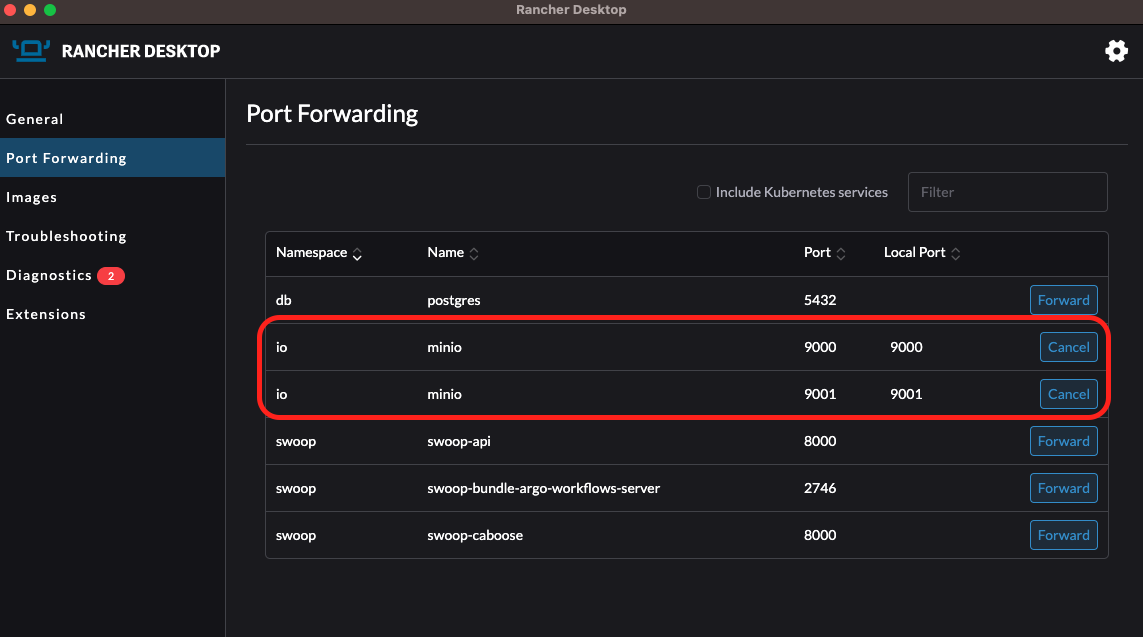 Rancher Desktop
RANCHER DESKTOP
General
Port Forwarding
Images
Troubleshooting
Diagnostics 2
Extensions
Port Forwarding
Include Kubernetes services Filter
Namespace Name Port Local Port
db postgres 5432 Forward
io minio 9000 9000 Cancel
io minio 9001 9001 Cancel
swoop swoop-api 8000 Forward
swoop swoop-bundle-argo-workflows-server 2746 Forward
swoop swoop-caboose 8000 Forward